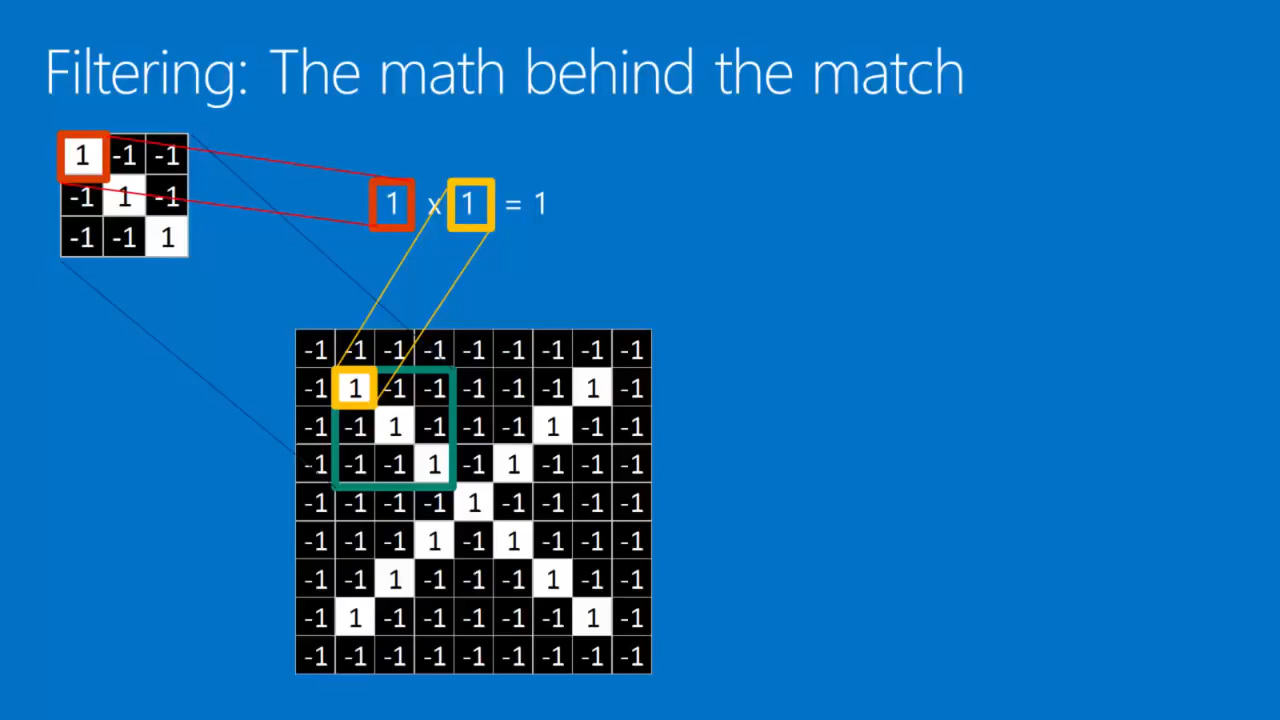 Filtering: The math behind the match
1 -1 -1
-1 1 -1
-1 -1 1
1 x 1 = 1
-1 -1 -1 -1 -1 -1 -1 -1 -1
-1 1 -1 -1 -1 -1 -1 1 -1
-1 -1 1 -1 -1 -1 1 -1 -1
-1 -1 -1 1 -1 1 -1 -1 -1
-1 -1 -1 -1 1 -1 -1 -1 -1
-1 -1 -1 1 -1 1 -1 -1 -1
-1 -1 1 -1 -1 -1 1 -1 -1
-1 1 -1 -1 -1 -1 -1 1 -1
-1 -1 -1 -1 -1 -1 -1 -1 -1